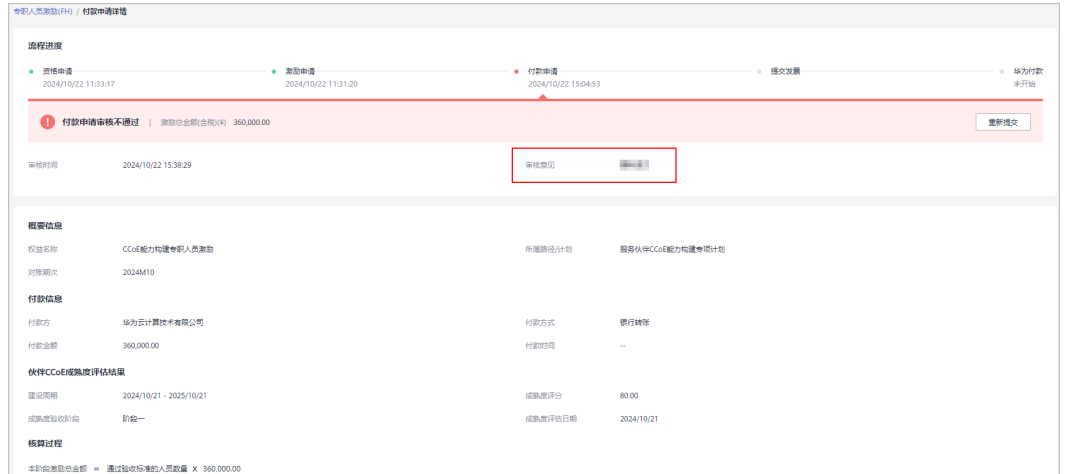 专职人员激励(FH) / 付款申请详情
流程进度
资格申请 激励申请 付款申请 提交发票 华为付款
2024/10/22 11:33:17 2024/10/22 11:31:20 2024/10/22 15:04:53 未开始
付款申请审核不通过 | 激励总金额(含税)(¥) 360,000.00 重新提交
审核时间 2024/10/22 15:38:29 审核意见
概要信息
权益名称 CCoE能力构建专职人员激励 所属路径/计划 服务伙伴CCoE能力构建专项计划
对账期次 2024M10
付款信息
付款方 华为云计算技术有限公司 付款方式 银行转账
付款金额 360,000.00 付款时间 --
伙伴CCoE成熟度评估结果
建设周期 2024/10/21 - 2025/10/21 成熟度评分 80.00
成熟度验收阶段 阶段一 成熟度评估日期 2024/10/21
核算过程
本阶段激励总金额 = 通过验收标准的人员数量 X 360,000.00